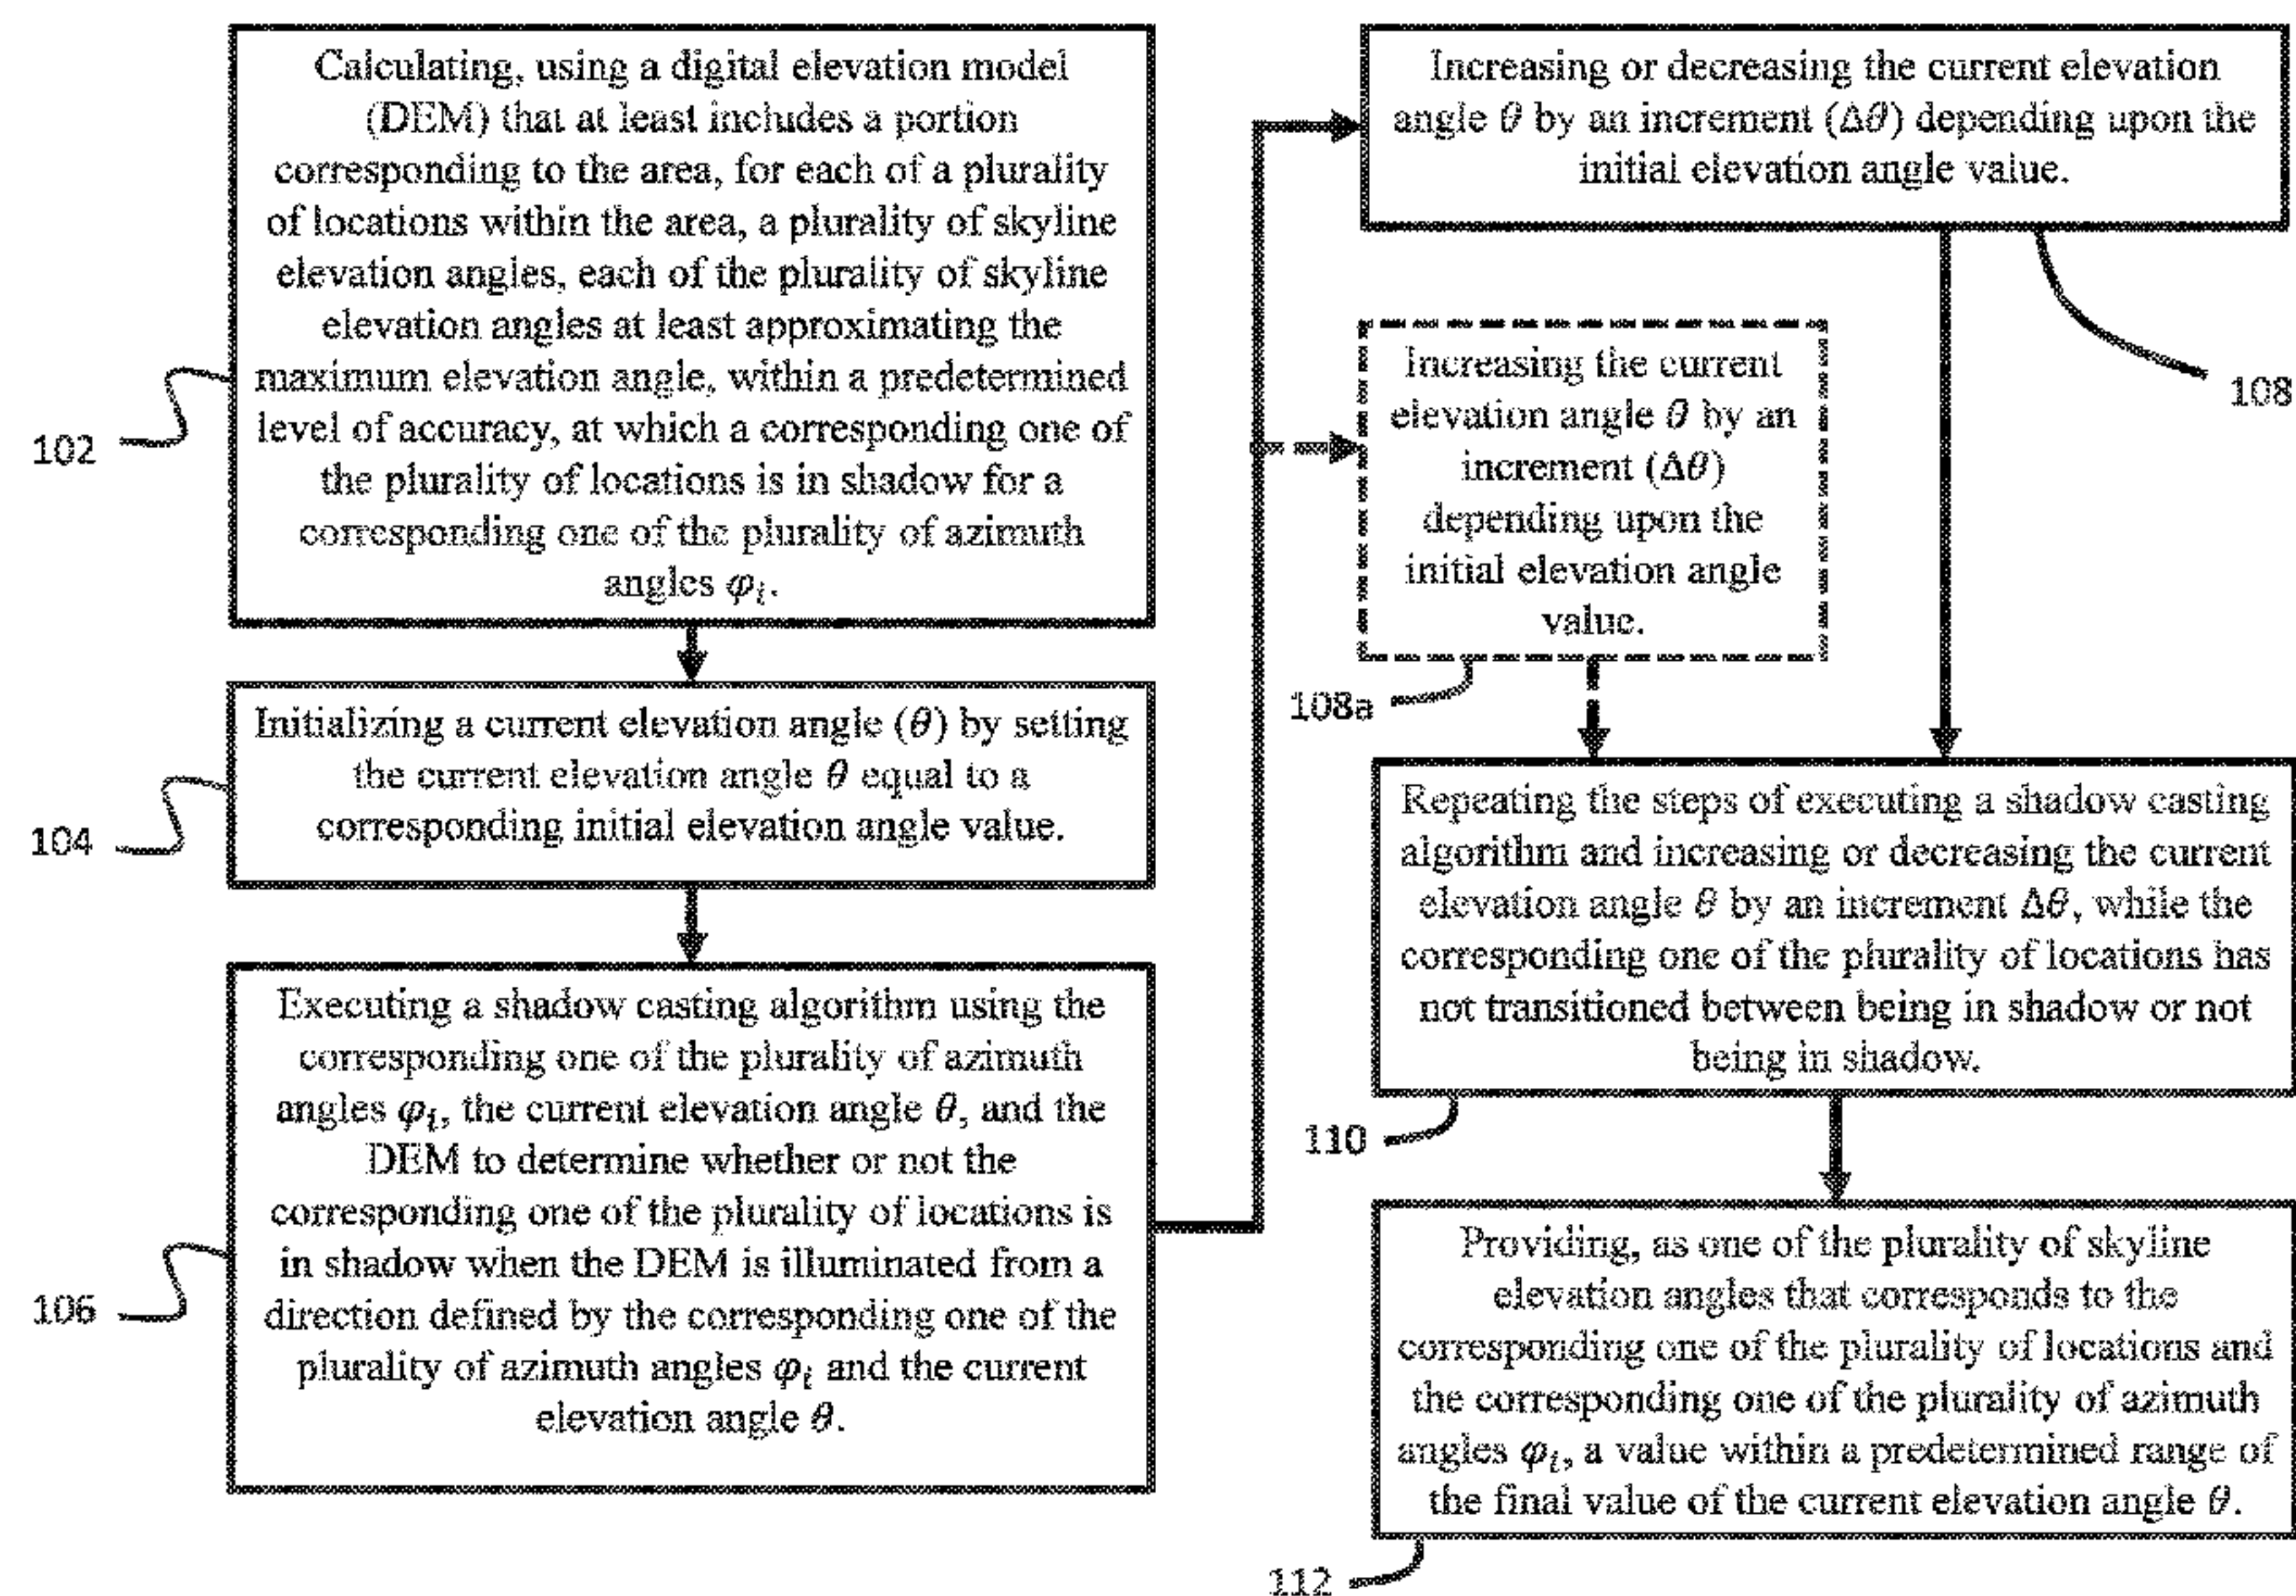 Calculating, using a digital elevation model
(DEM) that at least includes a portion
corresponding to the area, for each of a plurality
of locations within the area, a plurality of skyline
elevation angles, each of the plurality of skyline
elevation angles at least approximating the
maximum elevation angle, within a predetermined
level of accuracy, at which a corresponding one of
the plurality of locations is in shadow for a
corresponding one of the plurality of azimuth
angles φᵢ.
102
Initializing a current elevation angle (θ) by setting
the current elevation angle θ equal to a
corresponding initial elevation angle value.
104
Executing a shadow casting algorithm using the
corresponding one of the plurality of azimuth
angles φᵢ, the current elevation angle θ, and the
DEM to determine whether or not the
corresponding one of the plurality of locations is
in shadow when the DEM is illuminated from a
direction defined by the corresponding one of the
plurality of azimuth angles φᵢ and the current
elevation angle θ.
106
Increasing or decreasing the current elevation
angle θ by an increment (Δθ) depending upon the
initial elevation angle value.
108
Increasing the current
elevation angle θ by an
increment (Δθ)
depending upon the
initial elevation angle
value.
108a
Repeating the steps of executing a shadow casting
algorithm and increasing or decreasing the current
elevation angle θ by an increment Δθ, while the
corresponding one of the plurality of locations has
not transitioned between being in shadow or not
being in shadow.
110
Providing, as one of the plurality of skyline
elevation angles that corresponds to the
corresponding one of the plurality of locations and
the corresponding one of the plurality of azimuth
angles φᵢ, a value within a predetermined range of
the final value of the current elevation angle θ.
112